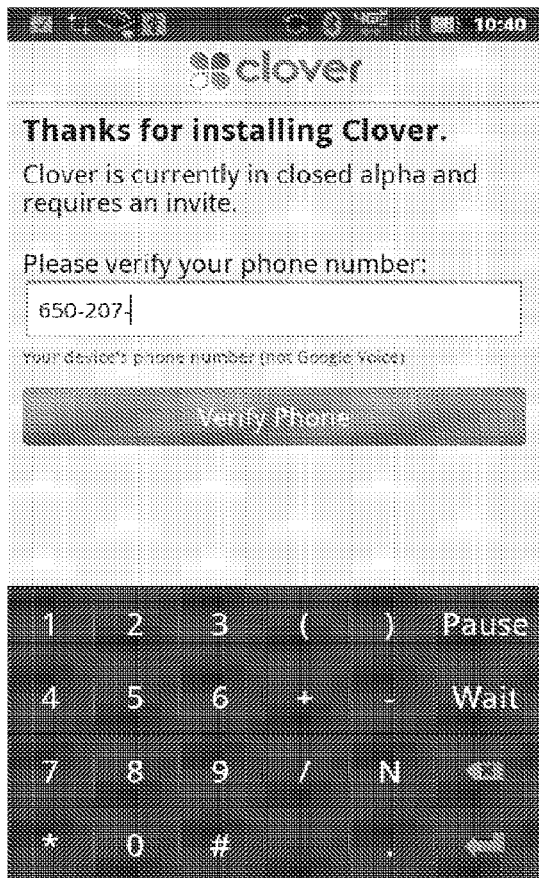 10:40
clover
Thanks for installing Clover.
Clover is currently in closed alpha and
requires an invite.
Please verify your phone number:
650-207-
Your device's phone number (not Google Voice)
Verify Phone
1 2 3 ( ) Pause
4 5 6 + - Wait
7 8 9 / N
* 0 # .